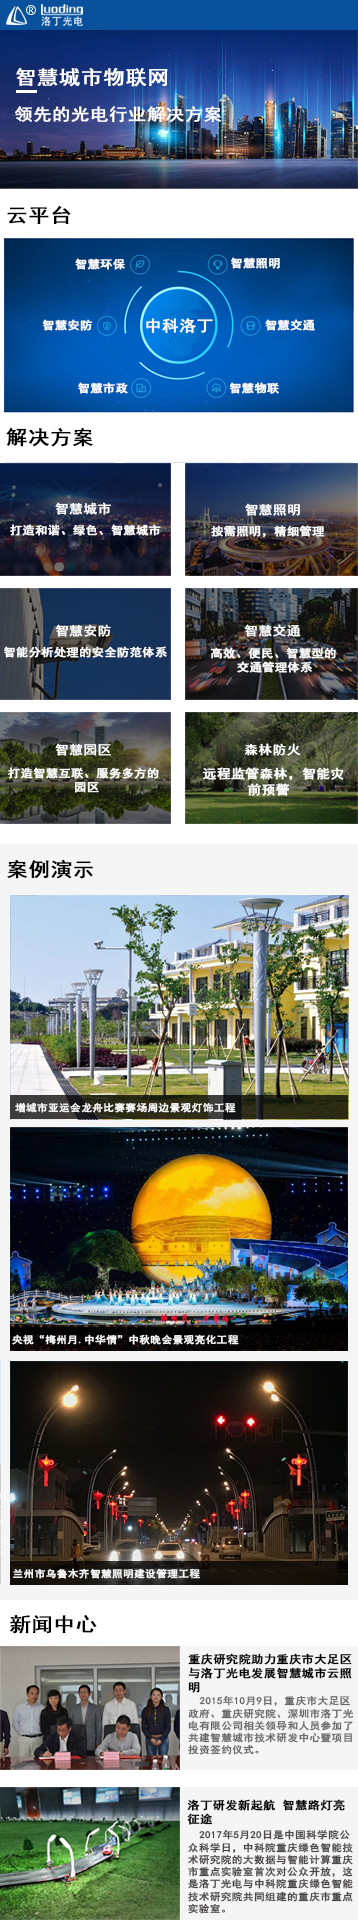 ® Luoding
洛丁光电
智慧城市物联网
领先的光电行业解决方案
云平台
智慧环保
智慧照明
智慧安防
中科洛丁
智慧交通
智慧市政
智慧物联
解决方案
智慧城市
打造和谐、绿色、智慧城市
智慧照明
按需照明，精细管理
智慧安防
智能分析处理的安全防范体系
智慧交通
高效、便民、智慧型的
交通管理体系
智慧园区
打造智慧互联、服务多方的
园区
森林防火
远程监管森林，智能灾
前预警
案例演示
增城市亚运会龙舟比赛赛场周边景观灯饰工程
央视“梅州月.中华情”中秋晚会景观亮化工程
兰州市乌鲁木齐智慧照明建设管理工程
新闻中心
重庆研究院助力重庆市大足区
与洛丁光电发展智慧城市云照
明
2015年10月9日，重庆市大足区
政府、重庆研究院、深圳市洛丁光
电有限公司相关领导和人员参加了
共建智慧城市技术研发中心暨项目
投资签约仪式。
洛丁研发新起航 智慧路灯亮
征途
2017年5月20日是中国科学院公
众科学日，中科院重庆绿色智能技
术研究院的大数据与智能计算重庆
市重点实验室首次对公众开放，这
是洛丁光电与中科院重庆绿色智能
技术研究院共同组建的重庆市重点
实验室。